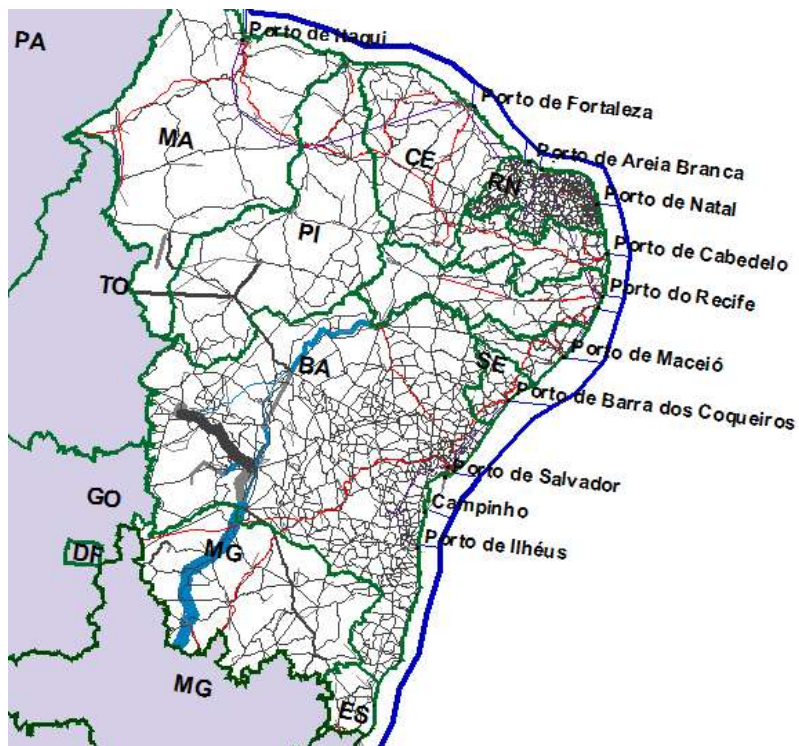 PA
Porto de Itaqui
MA
CE
Porto de Fortaleza
Porto de Areia Branca
RN
Porto de Natal
PI
Porto de Cabedelo
TO
Porto do Recife
BA
SE
Porto de Maceió
Porto de Barra dos Coqueiros
Porto de Salvador
GO
Campinho
DF
MG
Porto de Ilhéus
MG
ES